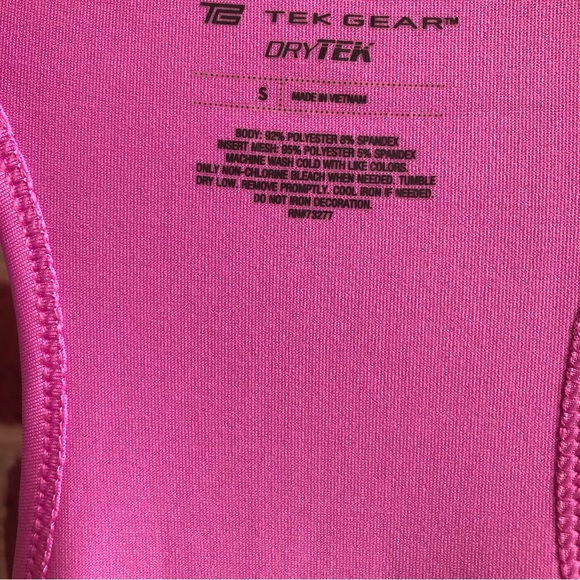 TEK GEAR™
DRYTEK
S MADE IN VIETNAM
BODY: 92% POLYESTER 8% SPANDEX
INSERT MESH: 95% POLYESTER 5% SPANDEX
MACHINE WASH COLD WITH LIKE COLORS.
ONLY NON-CHLORINE BLEACH WHEN NEEDED. TUMBLE
DRY LOW. REMOVE PROMPTLY. COOL IRON IF NEEDED.
DO NOT IRON DECORATION.
RN#73277